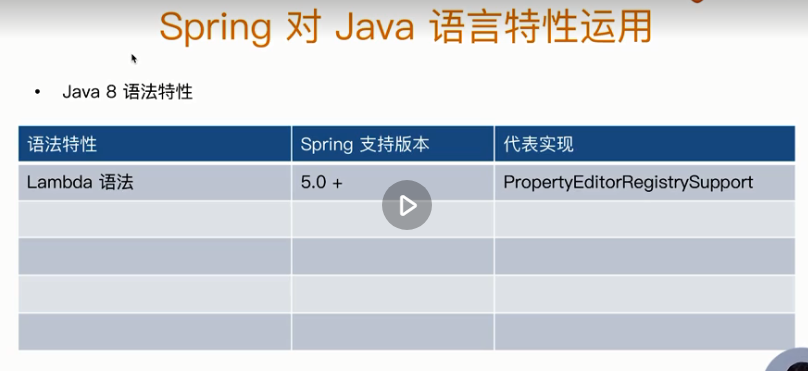 Spring 对 Java 语言特性运用
• Java 8 语法特性
语法特性 Spring 支持版本 代表实现
Lambda 语法 5.0 + PropertyEditorRegistrySupport